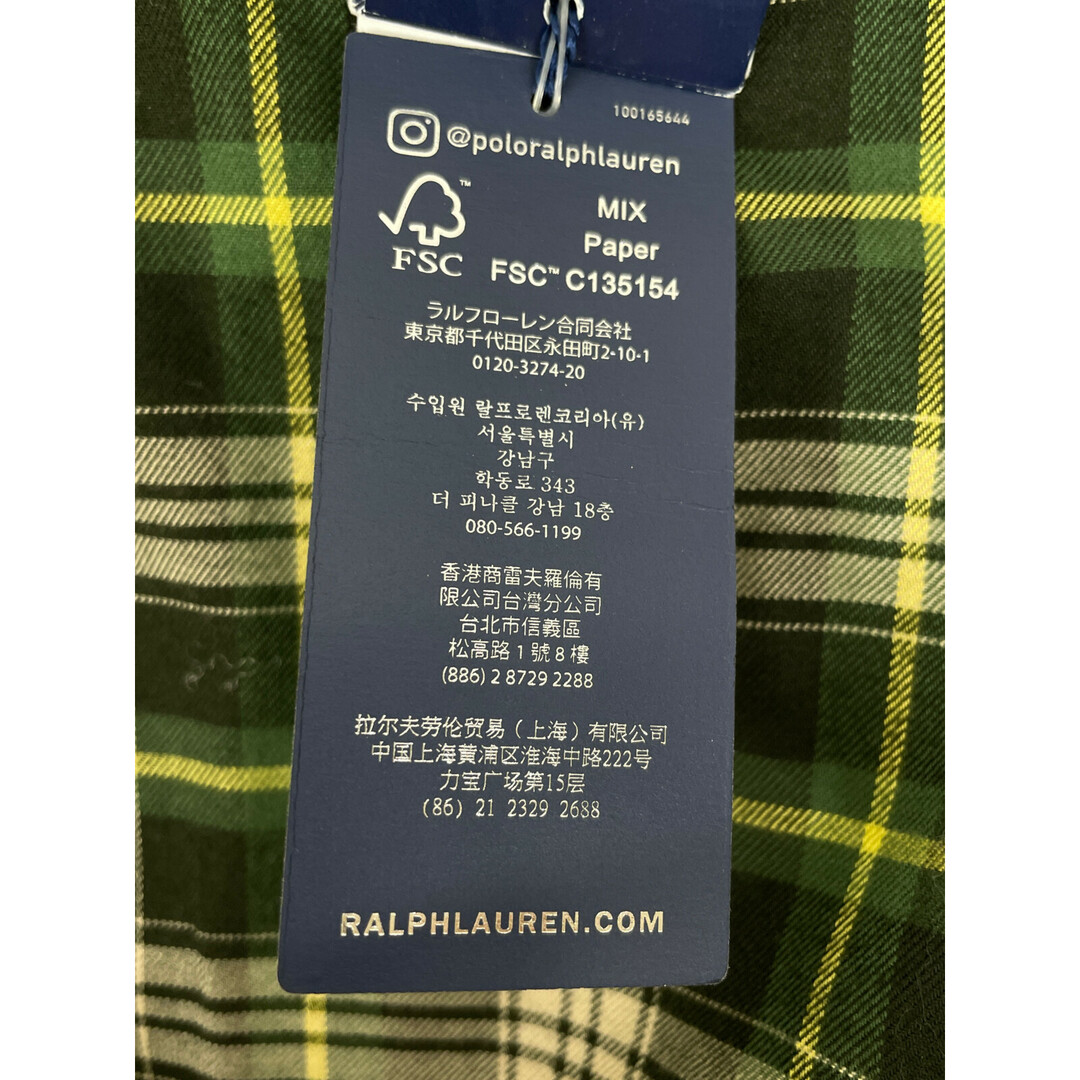 100165644
@poloralphlauren
FSC™
MIX
Paper
FSC™ C135154
ラルフローレン合同会社
東京都千代田区永田町2-10-1
0120-3274-20
수입원 랄프로렌코리아(유)
서울특별시
강남구
학동로 343
더 피나클 강남 18층
080-566-1199
香港商雷夫羅倫有
限公司台灣分公司
台北市信義區
松高路1號8樓
(886) 2 8729 2288
拉尔夫劳伦贸易（上海）有限公司
中国上海黄浦区淮海中路222号
力宝广场第15层
(86) 21 2329 2688
RALPHLAUREN.COM